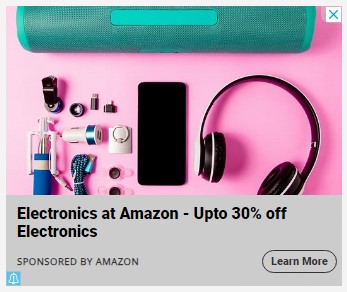 Electronics at Amazon - Upto 30% off
Electronics
SPONSORED BY AMAZON
Learn More